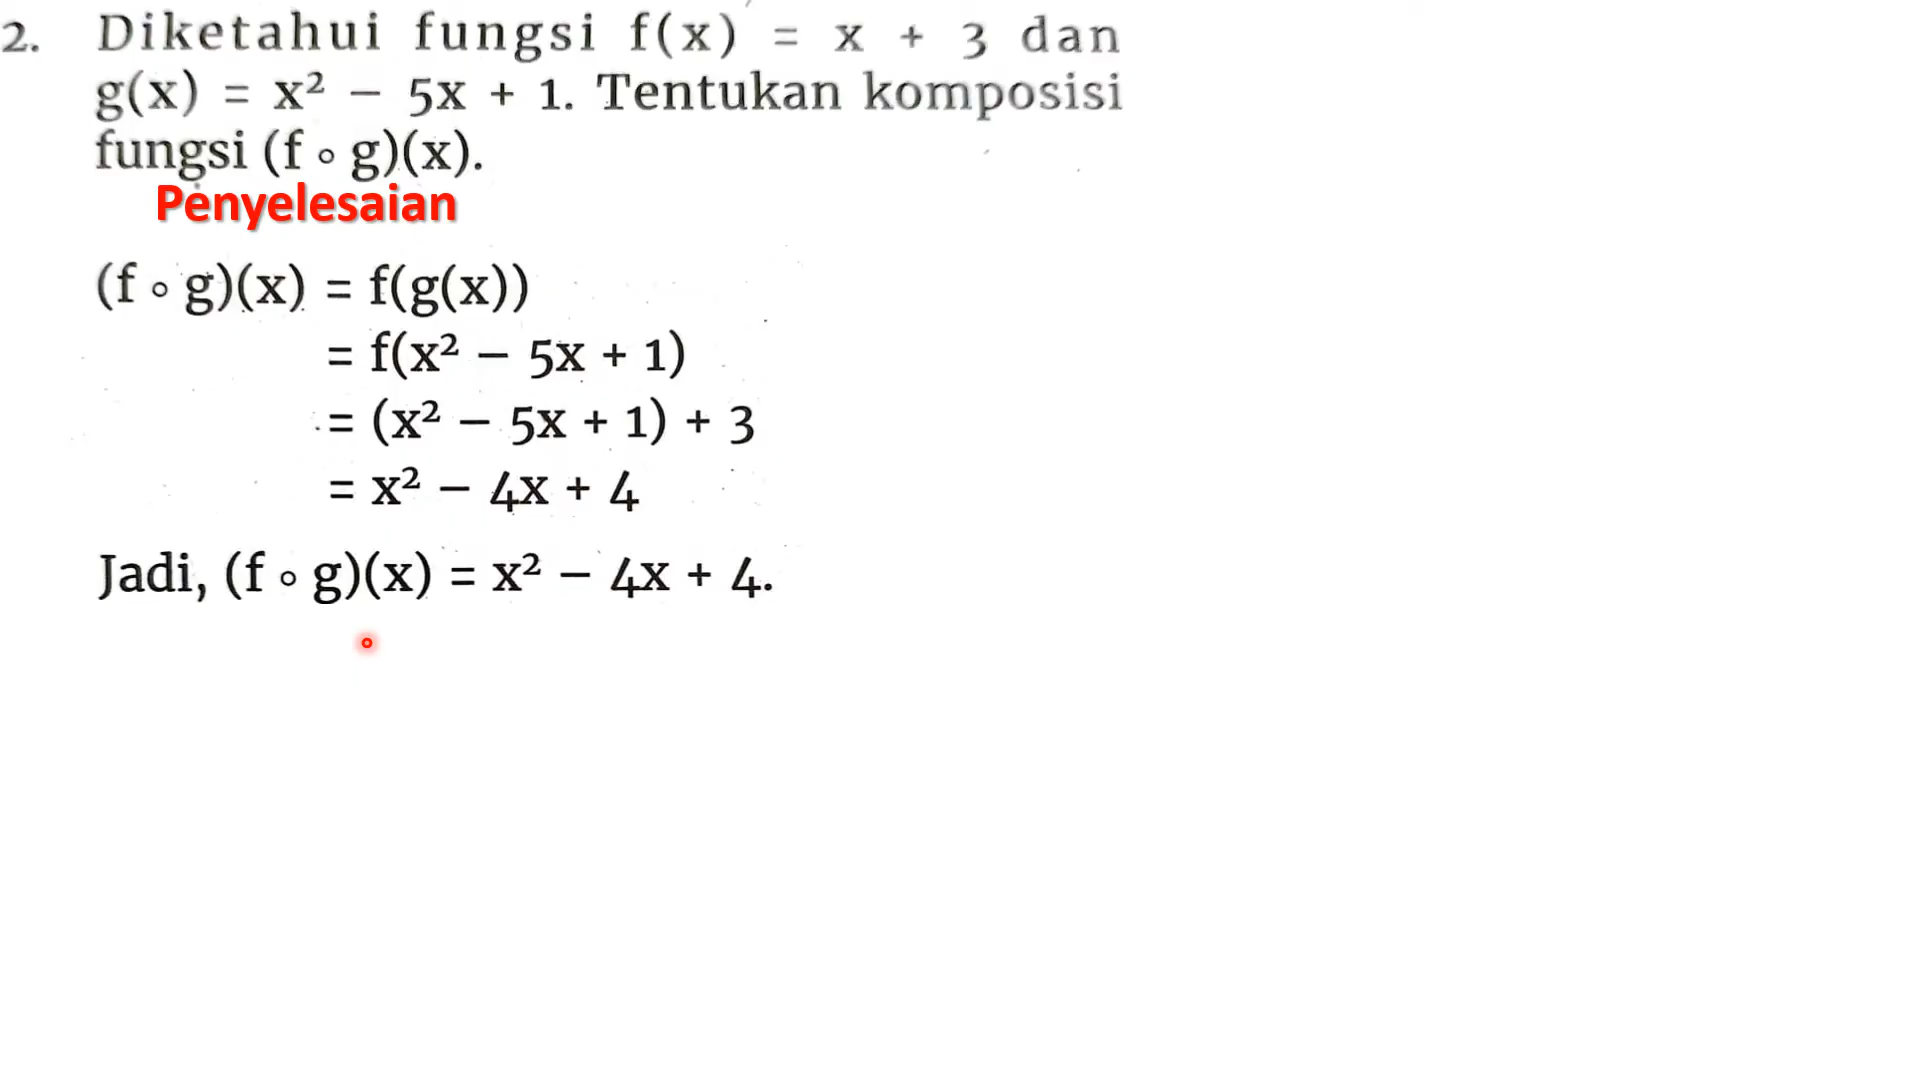 2. Diketahui fungsi f(x) = x + 3 dan
g(x) = x² − 5x + 1. Tentukan komposisi
fungsi (f ∘ g)(x).
Penyelesaian
(f ∘ g)(x) = f(g(x))
= f(x² − 5x + 1)
= (x² − 5x + 1) + 3
= x² − 4x + 4
Jadi, (f ∘ g)(x) = x² − 4x + 4.